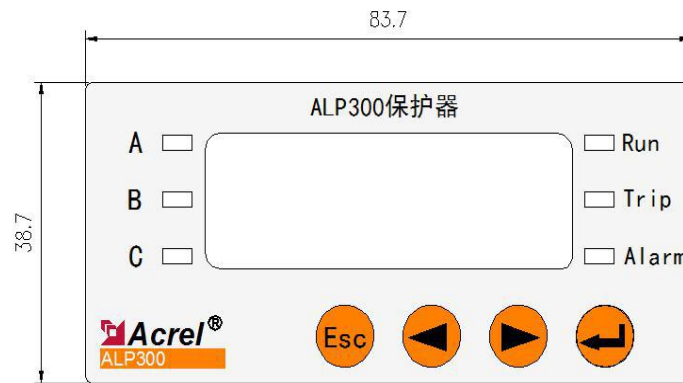 83.7
38.7
ALP300保护器
A
Run
B
Trip
C
Alarm
Acrel®
ALP300
Esc